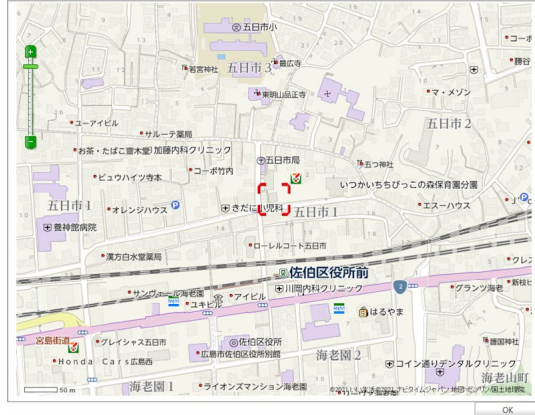 五日市小
コーポ
勝谷
若宮神社
五日市3
最広寺
東明山品正寺
マ・メゾン
ユーアイビル
サルーテ薬局
五日市2
お茶・たばこ齋木堂
加藤内科クリニック
五日市局
ビュウハイツ寺本
コーポ竹内
五つ神社
いつかいちちびっこの森保育園分園
五日市1
オレンジハウス
きだに小児科
五日市1
エスーハウス
養神館病院
ローレルコート五日市
漢方白水堂薬局
佐伯区役所前
川岡内科クリニック
2
グランツ海老
サンヴェール海老園
アイビル
ユキビル
はるやま
宮島街道
グレイシャス五日市
佐伯区役所
広島市佐伯区役所別館
護国神社
Honda Cars広島西
海老園2
コイン通りデンタルクリニック
海老園1
ライオンズマンション海老園
海老山町
50 m
OK